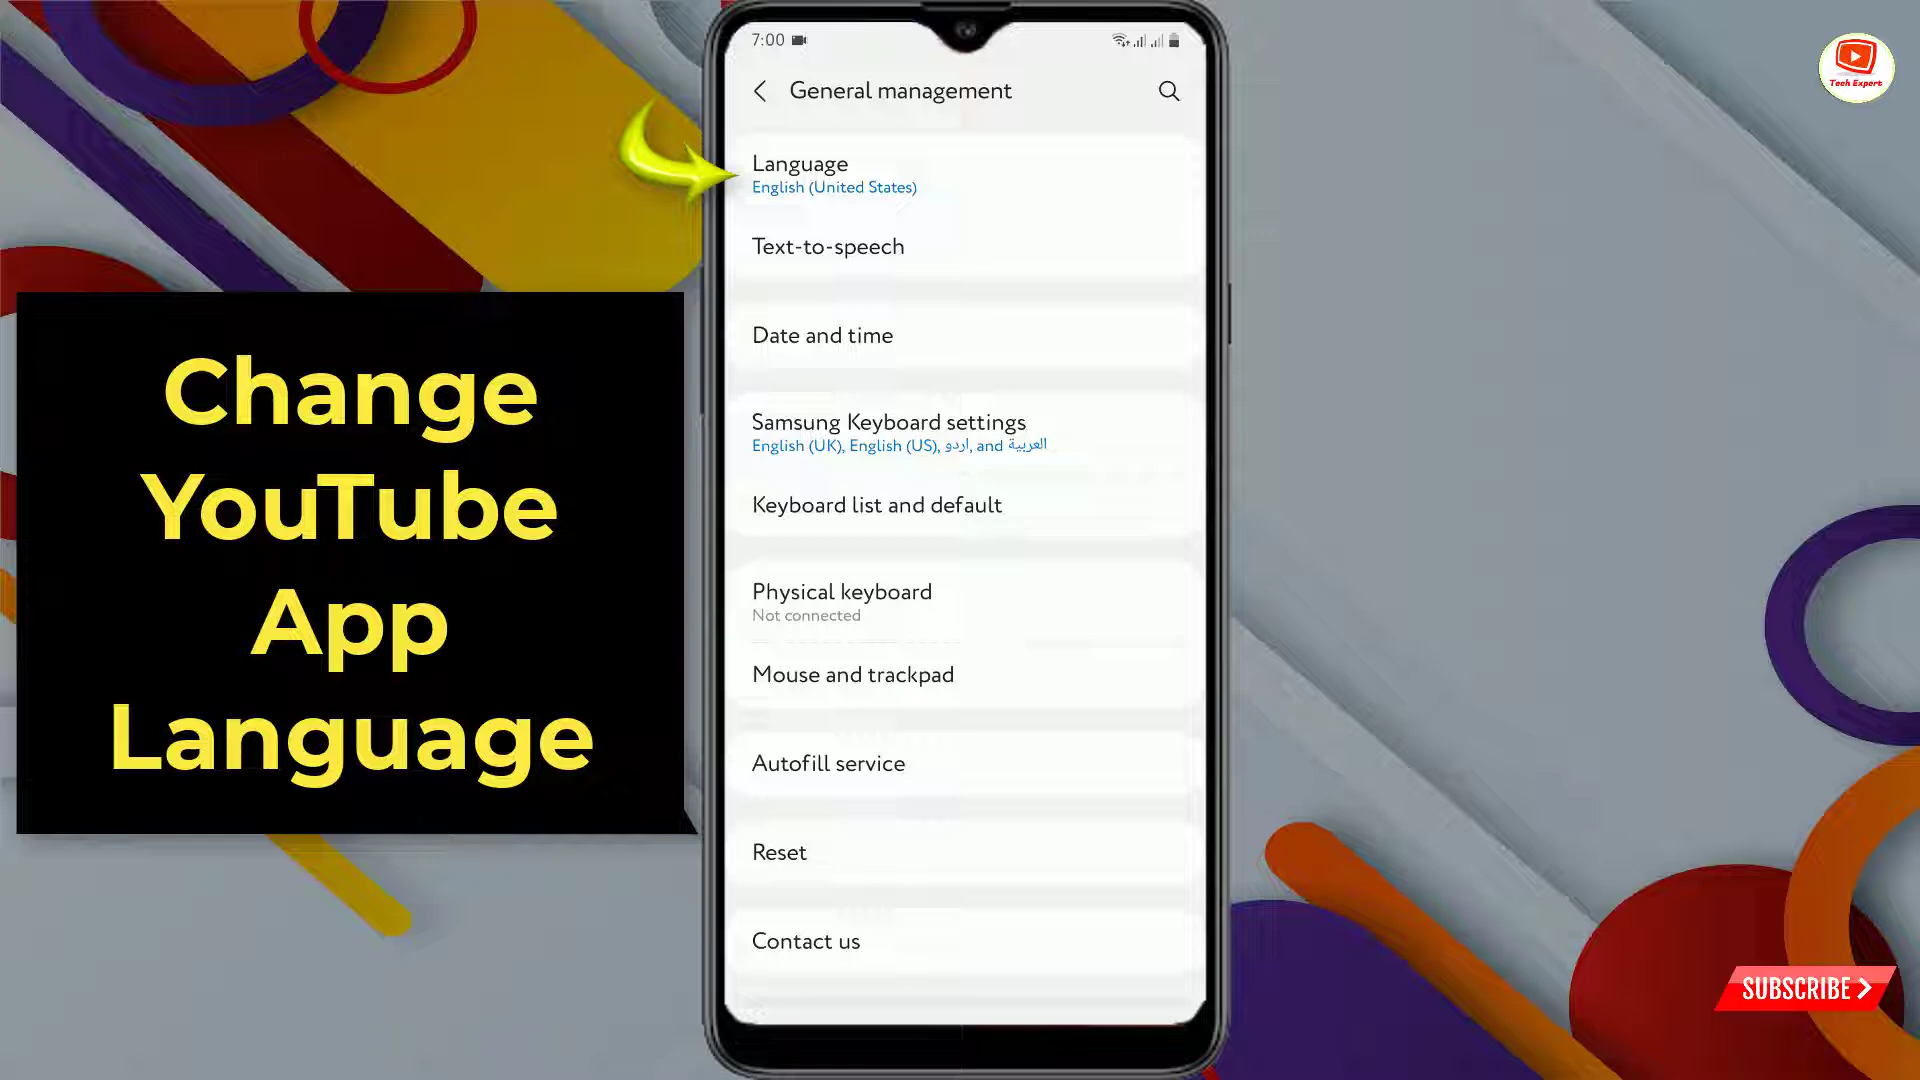 7:00
General management
Language
English (United States)
Text-to-speech
Date and time
Samsung Keyboard settings
English (UK), English (US), اردو, and العربية
Keyboard list and default
Physical keyboard
Not connected
Mouse and trackpad
Autofill service
Reset
Contact us
Change
YouTube
App
Language
Tech Expert
SUBSCRIBE